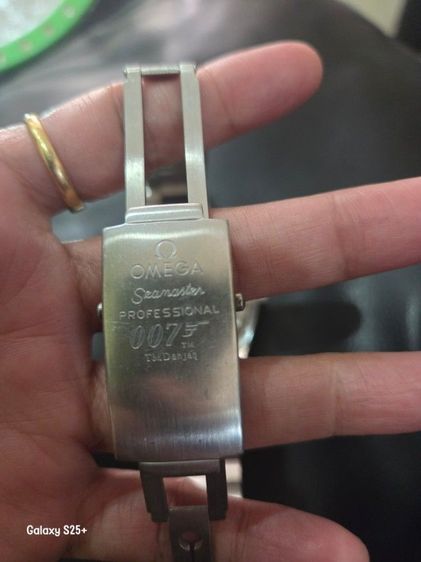 Ω
OMEGA
Seamaster
PROFESSIONAL
007 TM
Galaxy S25+